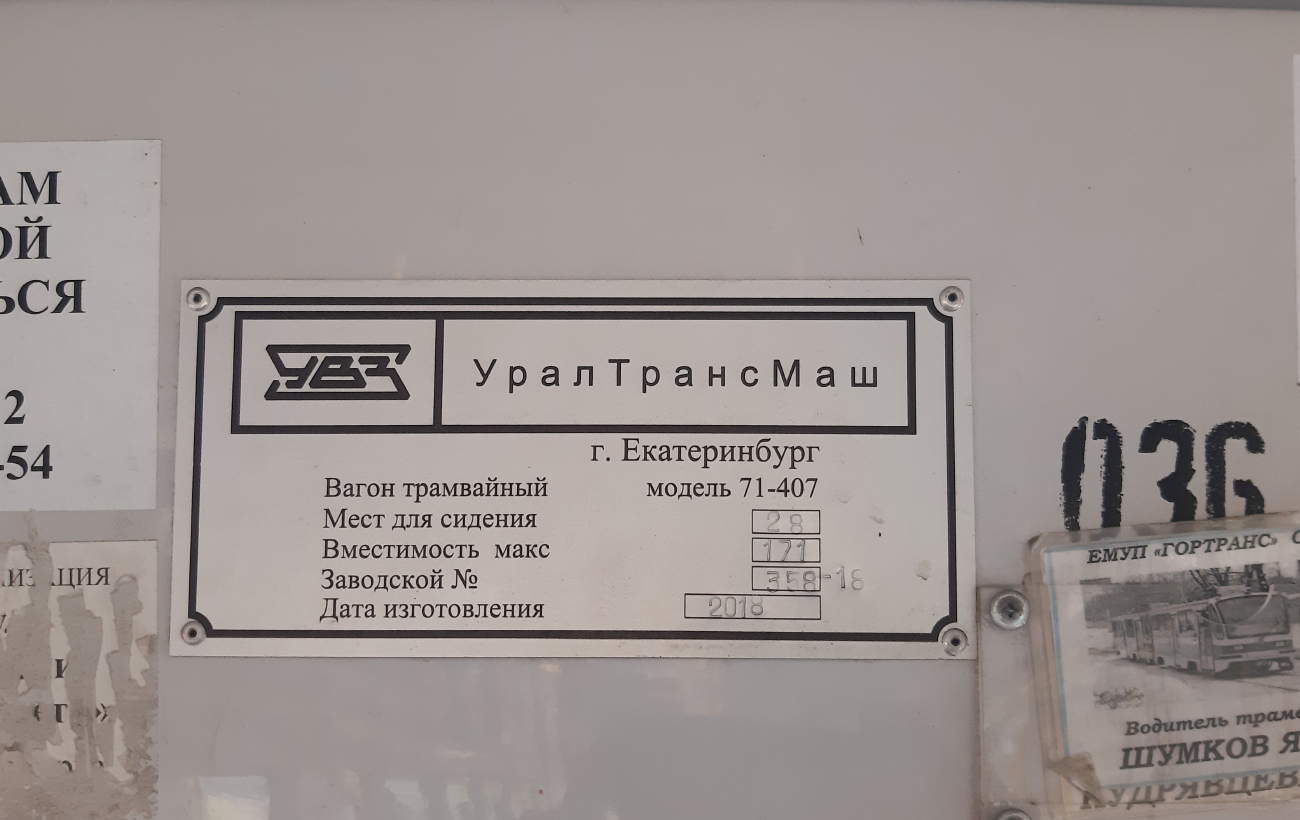 АМ
ОЙ
ЬСЯ
2
-54
УВЗ
УралТрансМаш
г. Екатеринбург
Вагон трамвайный модель 71-407
Мест для сидения 28
Вместимость макс 171
Заводской № 358-18
Дата изготовления 2018
036
ЕМУП «ГОРТРАНС»
Водитель трамв
ШУМКОВ Я
КУДРЯВЦЕВ